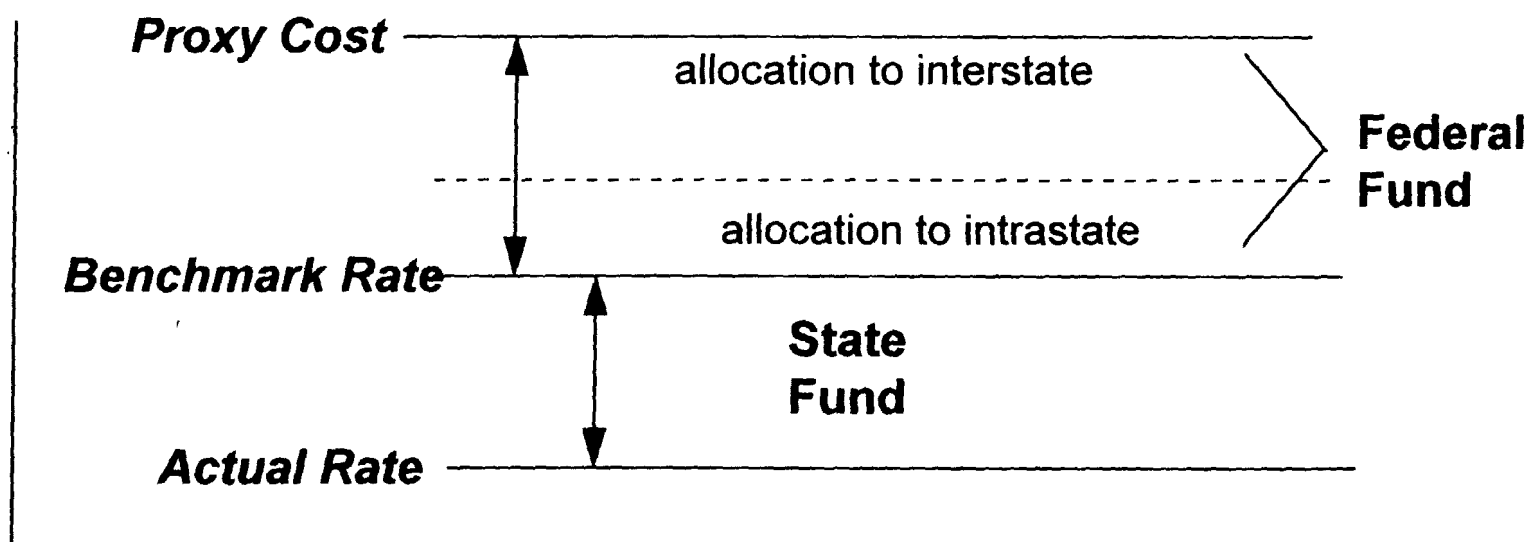 Proxy Cost
allocation to interstate
Federal
Fund
allocation to intrastate
Benchmark Rate
State
Fund
Actual Rate